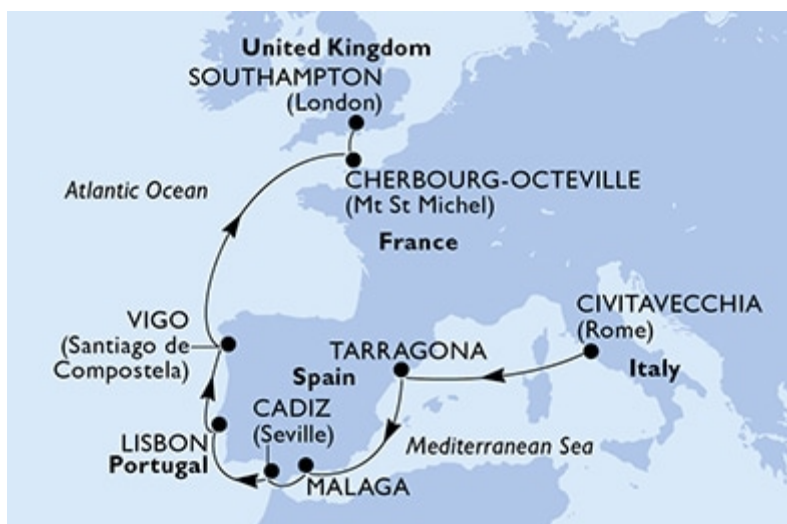 United Kingdom
SOUTHAMPTON
(London)
Atlantic Ocean
CHERBOURG-OCTEVILLE
(Mt St Michel)
France
CIVITAVECCHIA
(Rome)
Italy
VIGO
(Santiago de
Compostela)
TARRAGONA
Spain
CADIZ
(Seville)
LISBON
Portugal
MALAGA
Mediterranean Sea